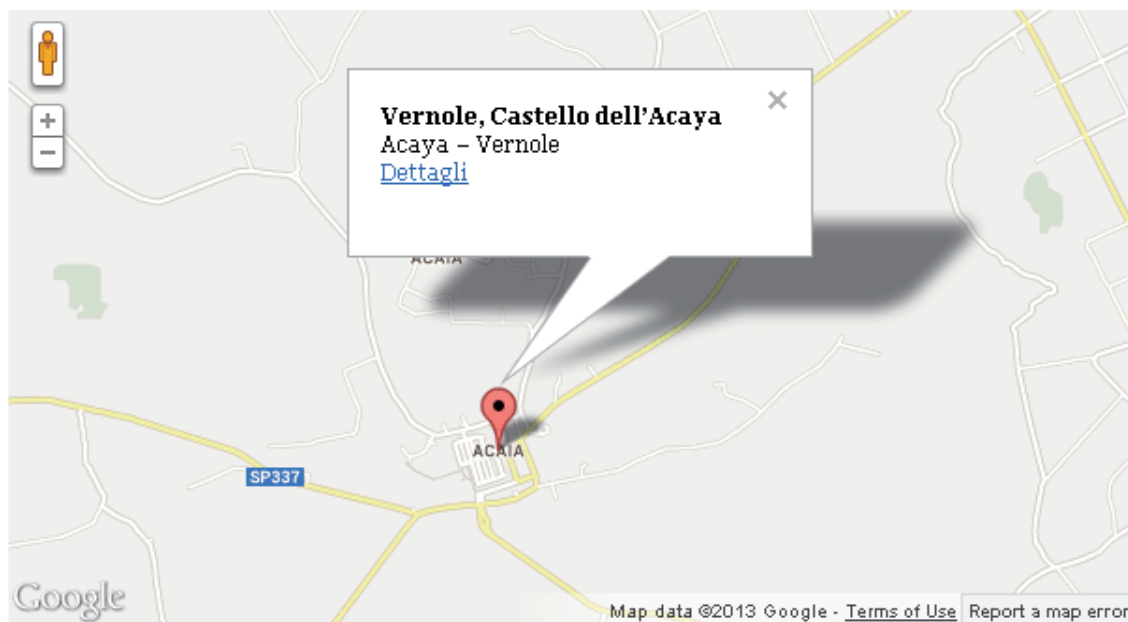 +
Vernole, Castello dell'Acaya
×
Acaya – Vernole
Dettagli
−
ACAIA
ACAIA
SP337
Google
Map data ©2013 Google - Terms of Use Report a map error